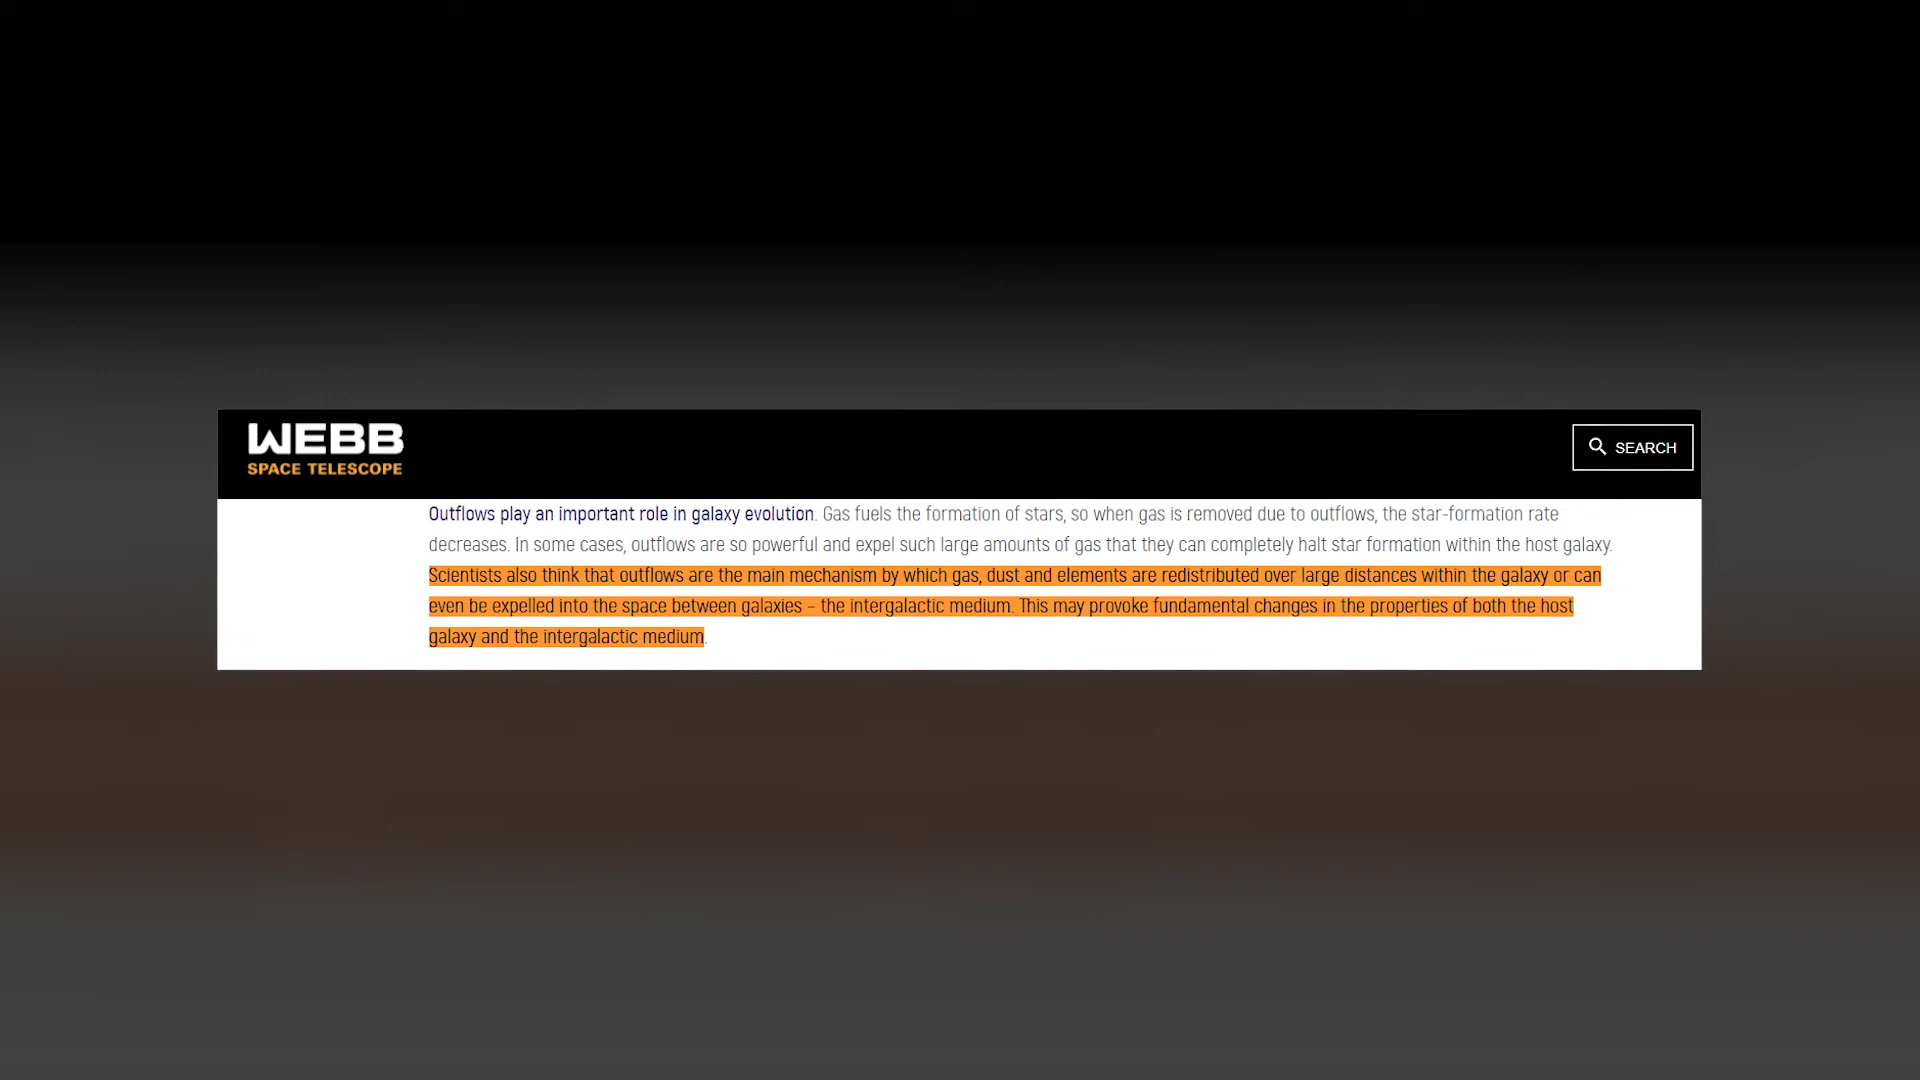 WEBB
SPACE TELESCOPE
SEARCH
Outflows play an important role in galaxy evolution. Gas fuels the formation of stars, so when gas is removed due to outflows, the star-formation rate
decreases. In some cases, outflows are so powerful and expel such large amounts of gas that they can completely halt star formation within the host galaxy.
Scientists also think that outflows are the main mechanism by which gas, dust and elements are redistributed over large distances within the galaxy or can
even be expelled into the space between galaxies – the intergalactic medium. This may provoke fundamental changes in the properties of both the host
galaxy and the intergalactic medium.